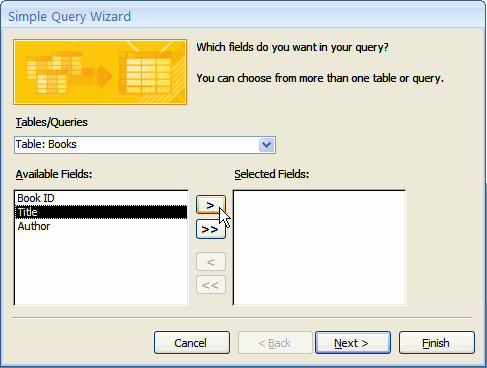 Simple Query Wizard
Which fields do you want in your query?
You can choose from more than one table or query.
Tables/Queries
Table: Books
Available Fields:
Selected Fields:
Book ID
Title
Author
>
>>
<
<<
Cancel
< Back
Next >
Finish